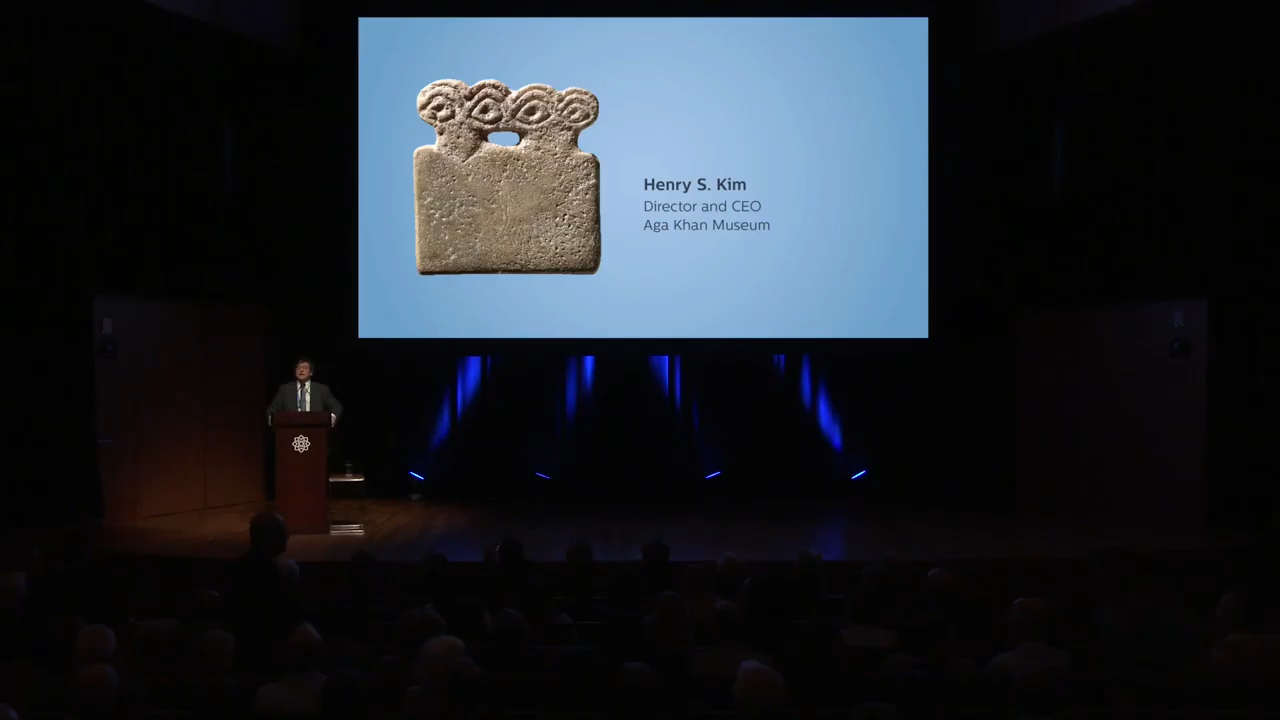 Henry S. Kim
Director and CEO
Aga Khan Museum